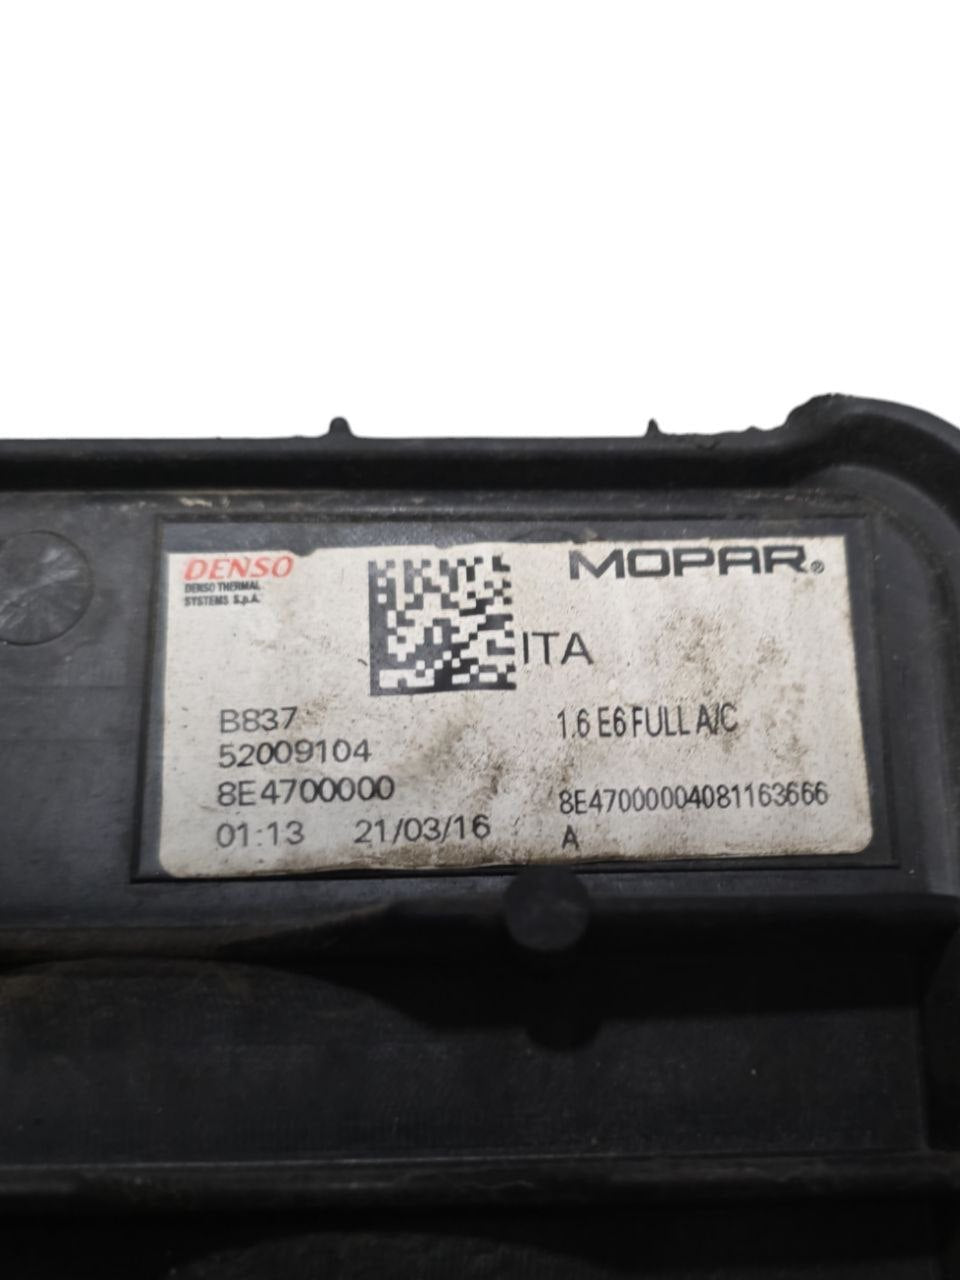 DENSO
DENSO THERMAL
SYSTEMS S.p.A.
MOPAR®
ITA
B837
1.6 E6 FULL A/C
52009104
8E4700000
8E47000004081163666
01:13 21/03/16
A